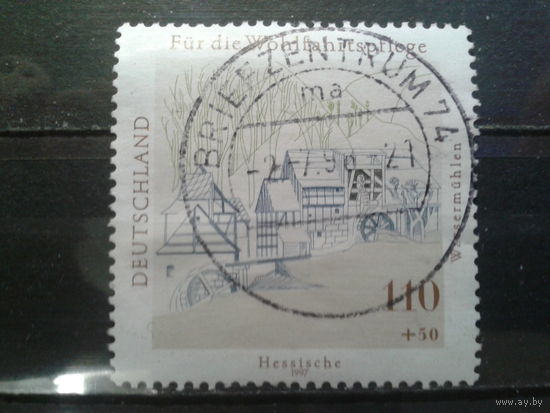 Für die Wohlfahrtspflege
BRIEFZENTRUM 74
ma
DEUTSCHLAND
Wassermühlen
110
+50
Hessische
1997
www.ay.by